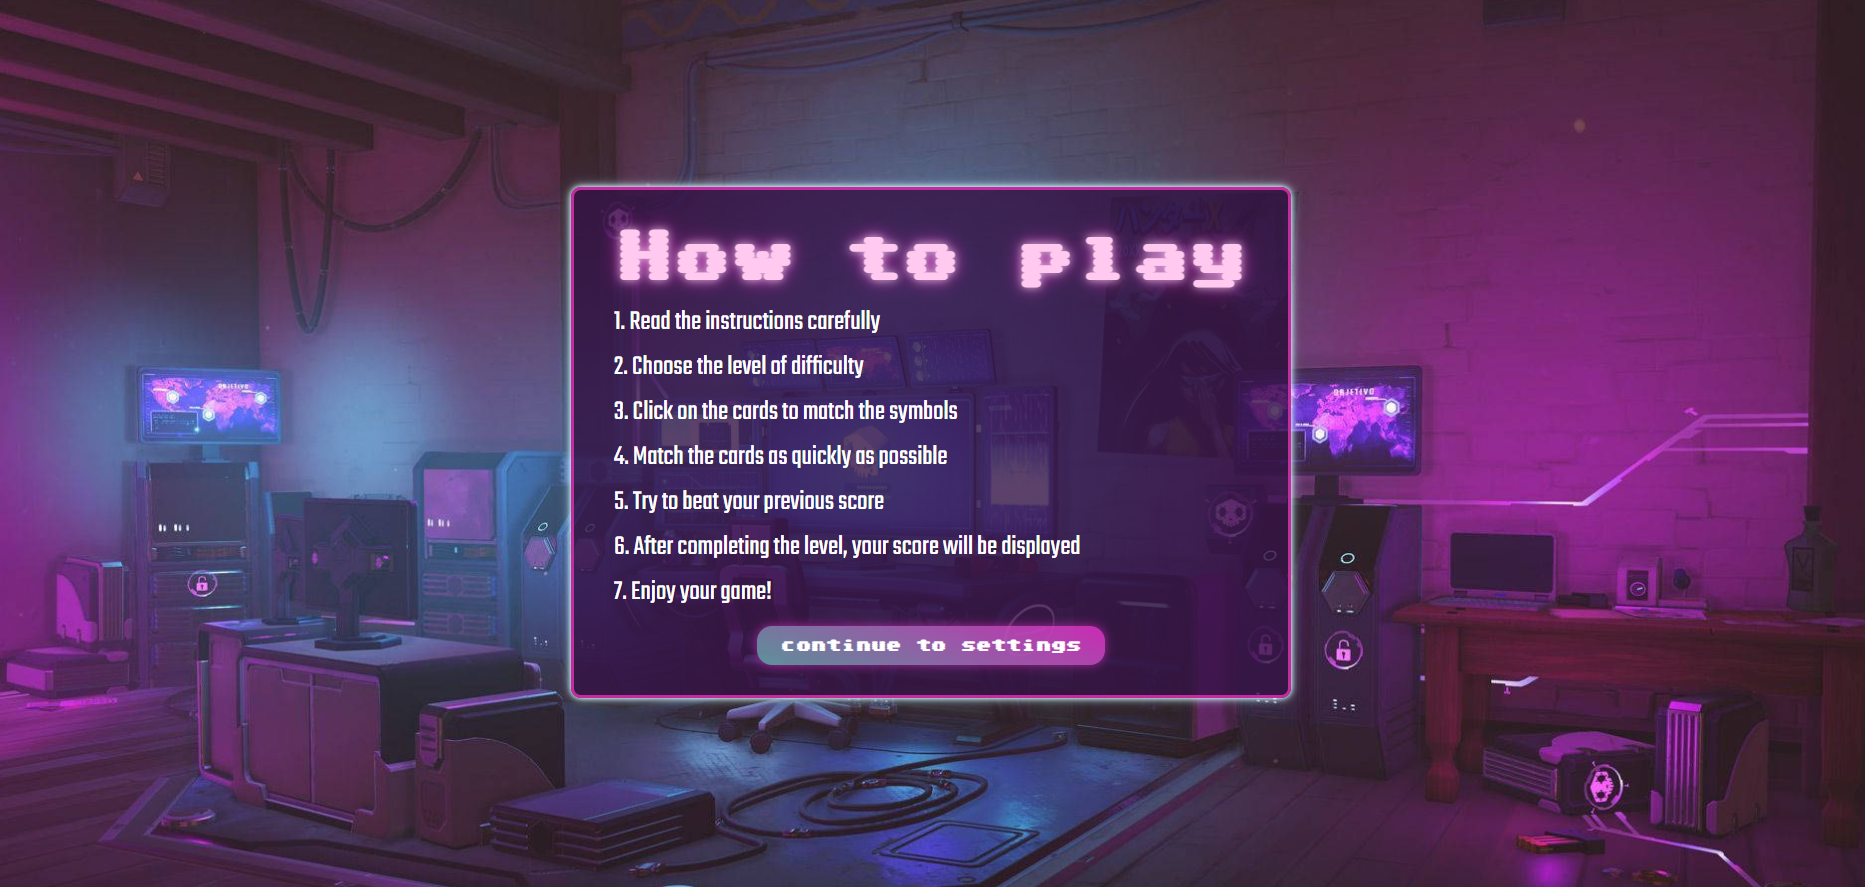 How to play
1. Read the instructions carefully
2. Choose the level of difficulty
3. Click on the cards to match the symbols
4. Match the cards as quickly as possible
5. Try to beat your previous score
6. After completing the level, your score will be displayed
7. Enjoy your game!
continue to settings
OBJETIVO
OBJETIVO